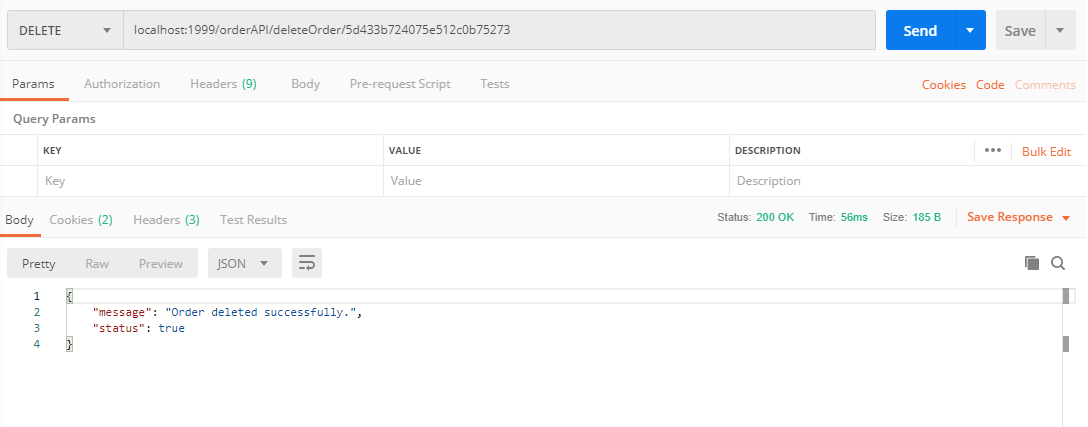 DELETE localhost:1999/orderAPI/deleteOrder/5d433b724075e512c0b75273 Send Save
Params Authorization Headers (9) Body Pre-request Script Tests Cookies Code Comments
Query Params
KEY VALUE DESCRIPTION ••• Bulk Edit
Key Value Description
Body Cookies (2) Headers (3) Test Results Status: 200 OK Time: 56ms Size: 185 B Save Response
Pretty Raw Preview JSON
1 {
2 "message": "Order deleted successfully.",
3 "status": true
4 }